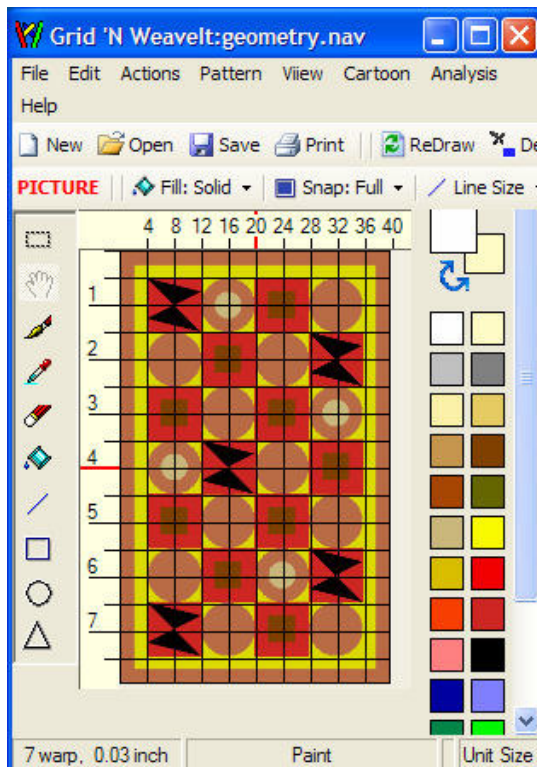 Grid 'N WeaveIt:geometry.nav
File Edit Actions Pattern View Cartoon Analysis
Help
New Open Save Print ReDraw De
PICTURE Fill: Solid Snap: Full Line Size
4 8 12 16 20 24 28 32 36 40
1
2
3
4
5
6
7
7 warp, 0.03 inch Paint Unit Size